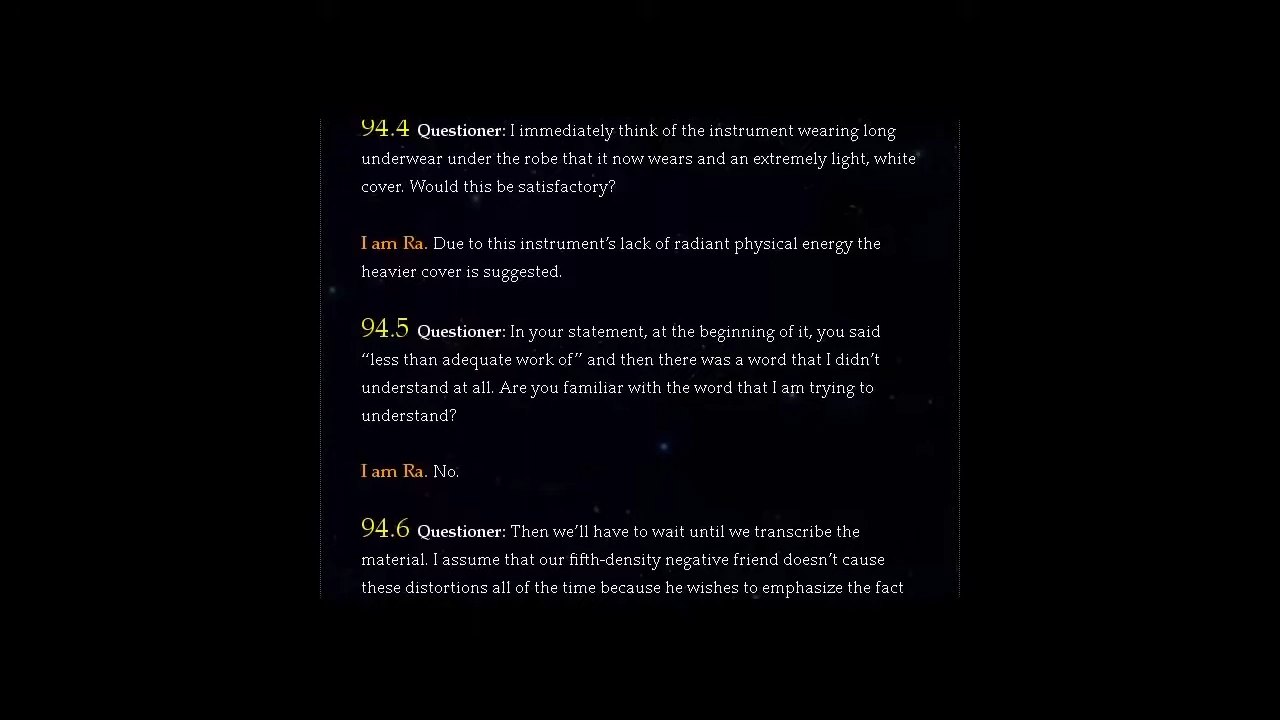 94.4 Questioner: I immediately think of the instrument wearing long
underwear under the robe that it now wears and an extremely light, white
cover. Would this be satisfactory?
I am Ra. Due to this instrument’s lack of radiant physical energy the
heavier cover is suggested.
94.5 Questioner: In your statement, at the beginning of it, you said
“less than adequate work of” and then there was a word that I didn’t
understand at all. Are you familiar with the word that I am trying to
understand?
I am Ra. No.
94.6 Questioner: Then we’ll have to wait until we transcribe the
material. I assume that our fifth-density negative friend doesn’t cause
these distortions all of the time because he wishes to emphasize the fact